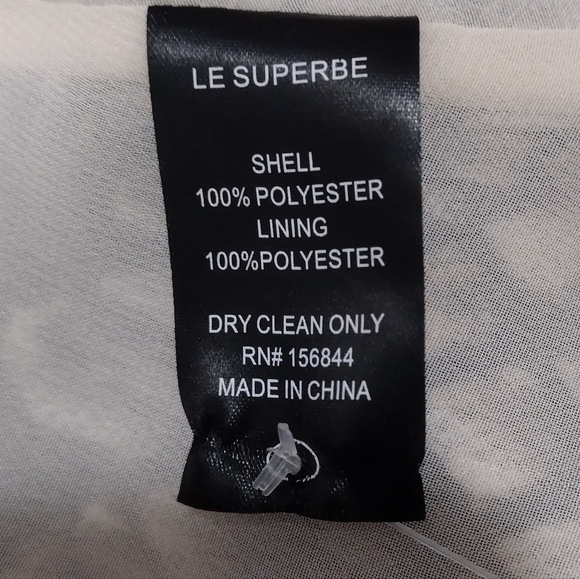 LE SUPERBE
SHELL
100% POLYESTER
LINING
100%POLYESTER
DRY CLEAN ONLY
RN# 156844
MADE IN CHINA